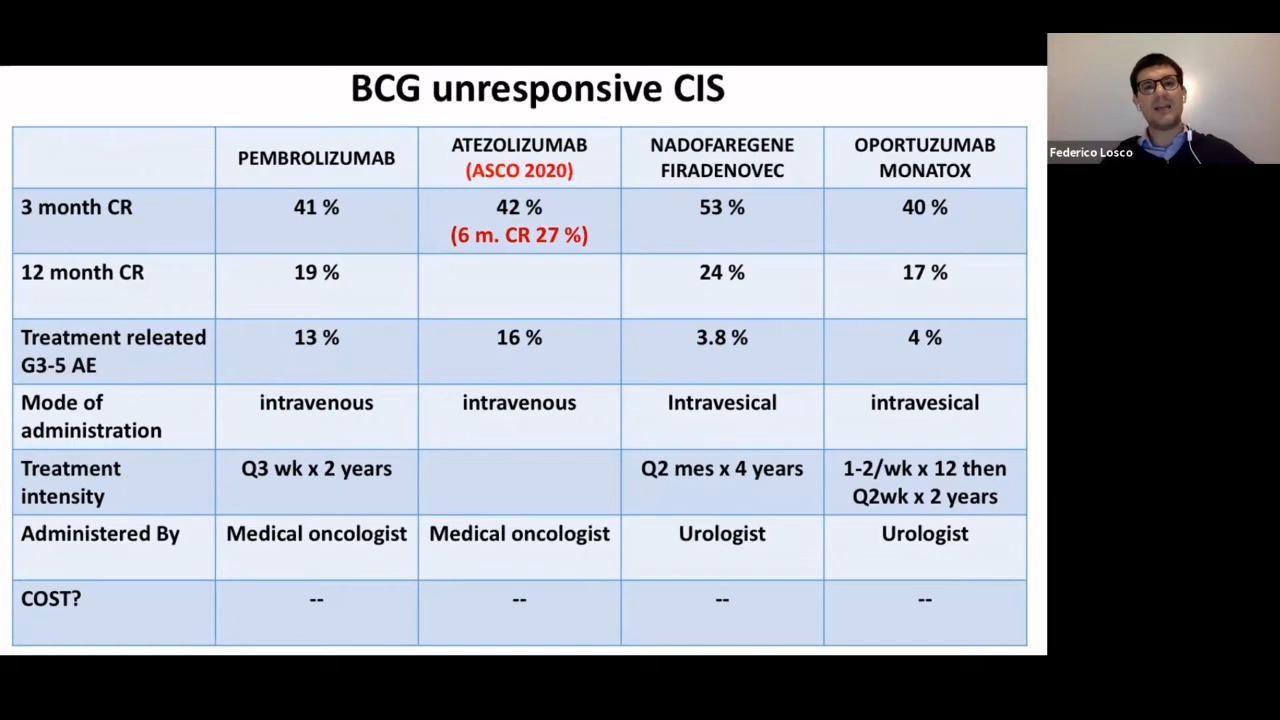 BCG unresponsive CIS
PEMBROLIZUMAB
ATEZOLIZUMAB
(ASCO 2020)
NADOFAREGENE
FIRADENOVEC
OPORTUZUMAB
MONATOX
3 month CR
41 %
42 %
(6 m. CR 27 %)
53 %
40 %
12 month CR
19 %
24 %
17 %
Treatment releated
G3-5 AE
13 %
16 %
3.8 %
4 %
Mode of
administration
intravenous
intravenous
Intravesical
intravesical
Treatment
intensity
Q3 wk x 2 years
Q2 mes x 4 years
1-2/wk x 12 then
Q2wk x 2 years
Administered By
Medical oncologist
Medical oncologist
Urologist
Urologist
COST?
--
--
--
--
Federico Losco